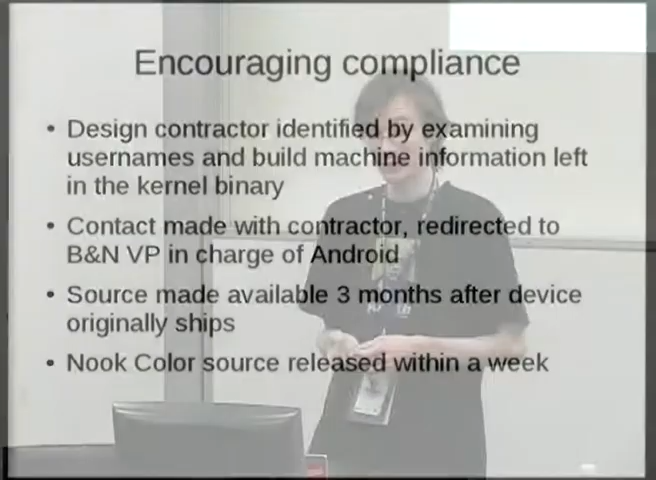 Encouraging compliance
• Design contractor identified by examining
usernames and build machine information left
in the kernel binary
• Contact made with contractor, redirected to
B&N VP in charge of Android
• Source made available 3 months after device
originally ships
• Nook Color source released within a week